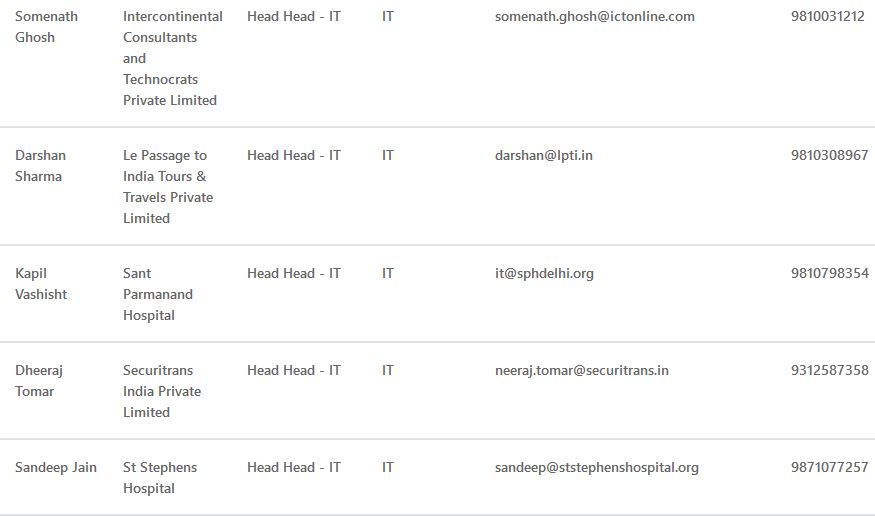 Somenath Intercontinental Head Head - IT IT somenath.ghosh@ictonline.com 9810031212
Ghosh Consultants
and
Technocrats
Private Limited
Darshan Le Passage to Head Head - IT IT darshan@lpti.in 9810308967
Sharma India Tours &
Travels Private
Limited
Kapil Sant Head Head - IT IT it@sphdelhi.org 9810798354
Vashisht Parmanand
Hospital
Dheeraj Securitrans Head Head - IT IT neeraj.tomar@securitrans.in 9312587358
Tomar India Private
Limited
Sandeep Jain St Stephens Head Head - IT IT sandeep@ststephenshospital.org 9871077257
Hospital